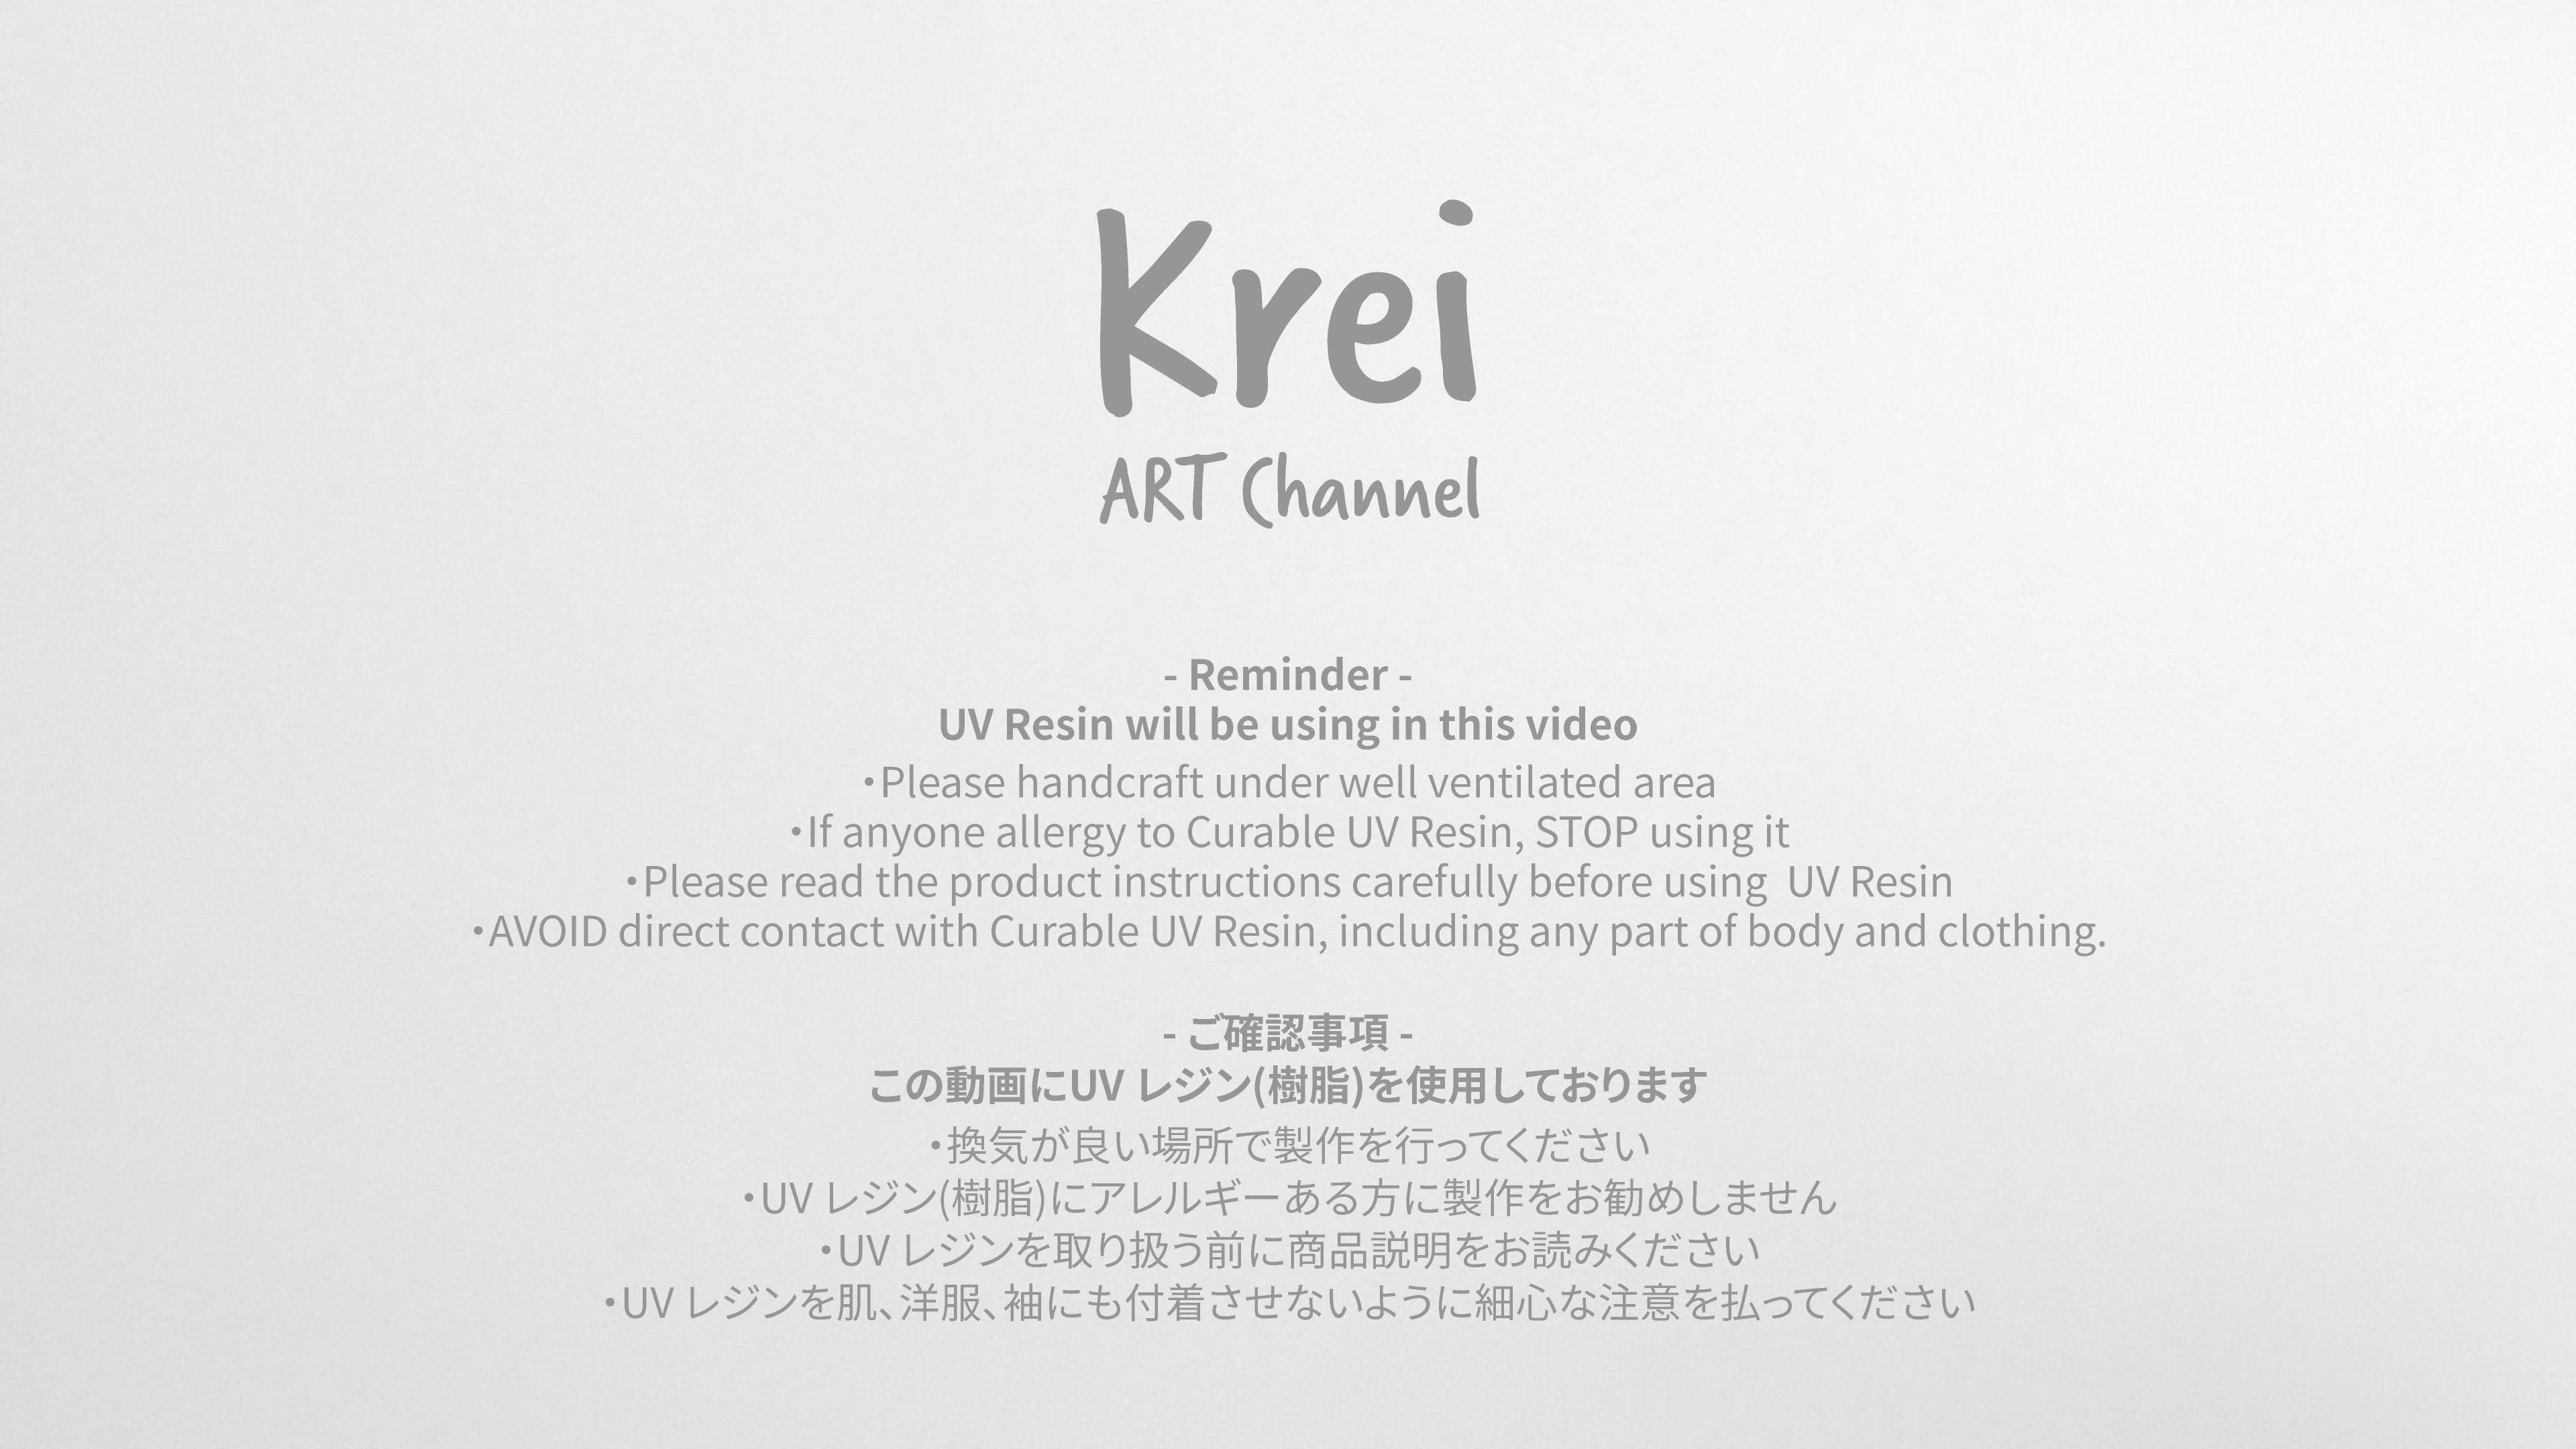 Krei
ART Channel
- Reminder -
UV Resin will be using in this video
・Please handcraft under well ventilated area
・If anyone allergy to Curable UV Resin, STOP using it
・Please read the product instructions carefully before using  UV Resin
・AVOID direct contact with Curable UV Resin, including any part of body and clothing.
- ご確認事項 -
この動画にUV レジン(樹脂)を使用しております
・換気が良い場所で製作を行ってください
・UV レジン(樹脂)にアレルギーある方に製作をお勧めしません
・UV レジンを取り扱う前に商品説明をお読みください
・UV レジンを肌、洋服、袖にも付着させないように細心な注意を払ってください